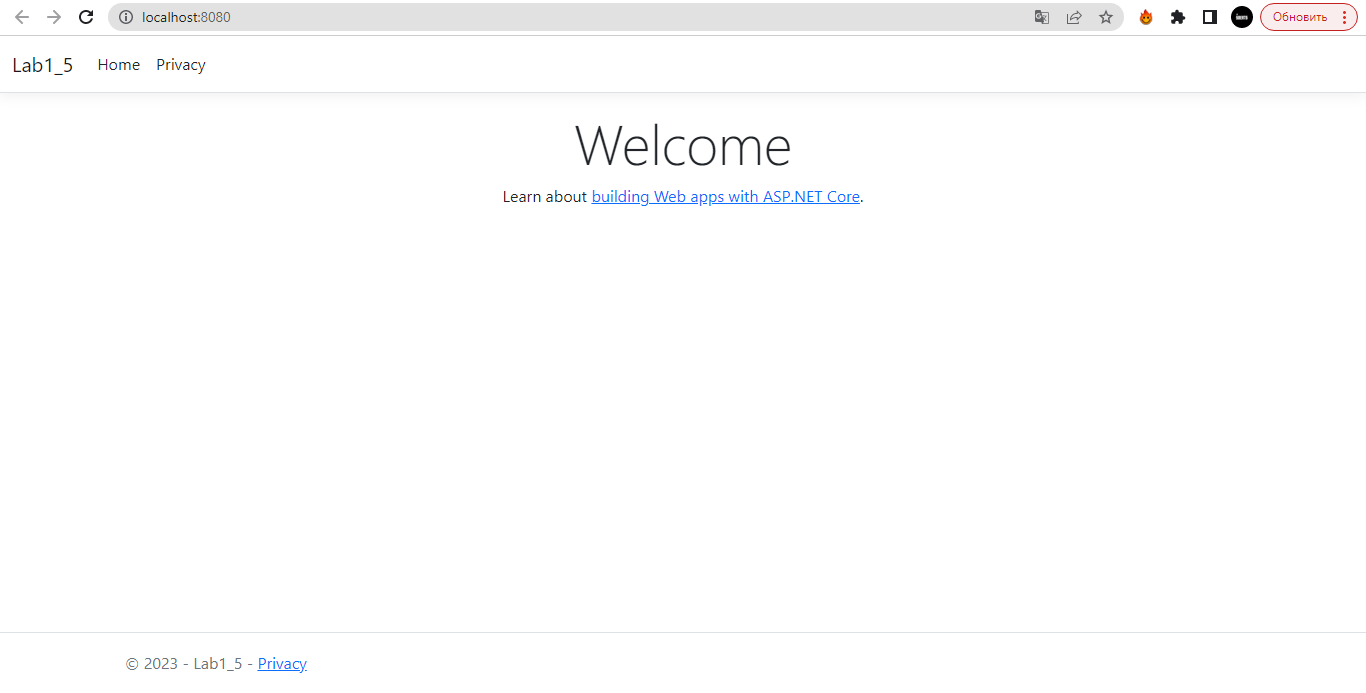 localhost:8080
Обновить
Lab1_5 Home Privacy
Welcome
Learn about building Web apps with ASP.NET Core.
© 2023 - Lab1_5 - Privacy